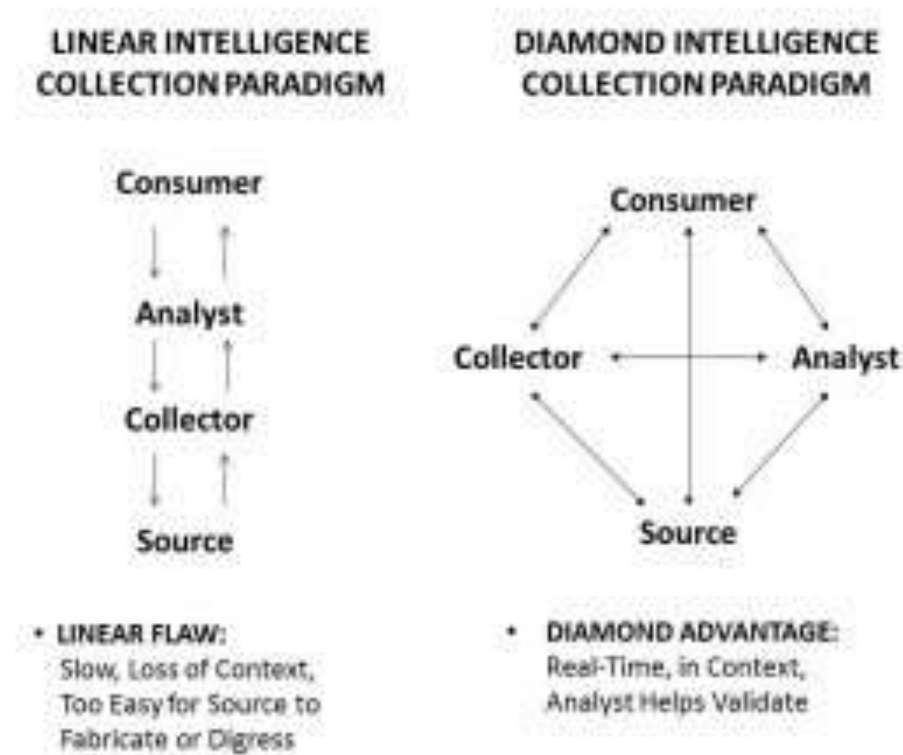 LINEAR INTELLIGENCE
COLLECTION PARADIGM
Consumer
Analyst
Collector
Source
• LINEAR FLAW:
Slow, Loss of Context,
Too Easy for Source to
Fabricate or Digress
DIAMOND INTELLIGENCE
COLLECTION PARADIGM
Consumer
Collector
Analyst
Source
• DIAMOND ADVANTAGE:
Real-Time, in Context,
Analyst Helps Validate